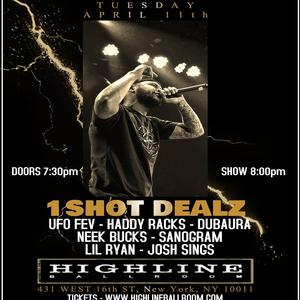 TUESDAY
APRIL 11th
DOORS 7:30pm
SHOW 8:00pm
1SHOT DEALZ
UFO FEV - HADDY RACKS - DUBAURA
NEEK BUCKS - SANOGRAM
LIL RYAN - JOSH SINGS
HIGHLINE
BALLROOM
431 WEST 16th ST, New York, NY 10011
TICKETS - WWW.HIGHLINEBALLROOM.COM